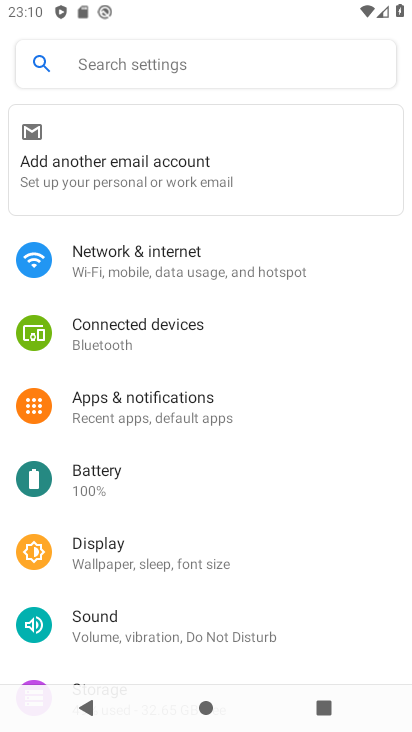 23:10
Search settings
Add another email account
Set up your personal or work email
Network & internet
Wi-Fi, mobile, data usage, and hotspot
Connected devices
Bluetooth
Apps & notifications
Recent apps, default apps
Battery
100%
Display
Wallpaper, sleep, font size
Sound
Volume, vibration, Do Not Disturb
Storage
used - 32.65 GB